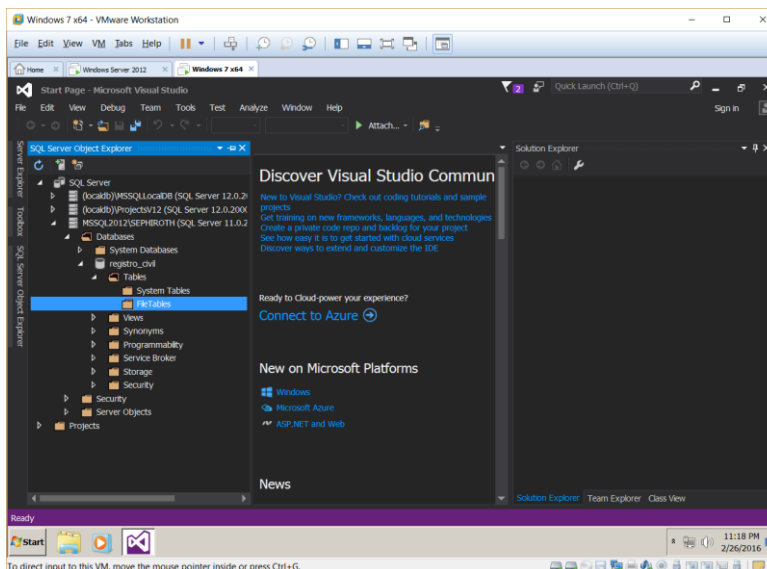 Windows 7 x64 - VMware Workstation
File Edit View VM Tabs Help
Home Windows Server 2012 Windows 7 x64
Start Page - Microsoft Visual Studio 2 Quick Launch (Ctrl+Q)
File Edit View Debug Team Tools Test Analyze Window Help Sign in
Attach...
Server Explorer
Toolbox
SQL Server Object Explorer
SQL Server Object Explorer
SQL Server
(localdb)\MSSQLLocalDB (SQL Server 12.0.2
(localdb)\ProjectsV12 (SQL Server 12.0.200
MSSQL2012\SEPHIROTH (SQL Server 11.0.2
Databases
System Databases
registro_civil
Tables
System Tables
FileTables
Views
Synonyms
Programmability
Service Broker
Storage
Security
Security
Server Objects
Projects
Discover Visual Studio Commun
New to Visual Studio? Check out coding tutorials and sample
projects
Get training on new frameworks, languages, and technologies
Create a private code repo and backlog for your project
See how easy it is to get started with cloud services
Discover ways to extend and customize the IDE
Ready to Cloud-power your experience?
Connect to Azure
New on Microsoft Platforms
Windows
Microsoft Azure
ASP.NET and Web
News
Solution Explorer
Solution Explorer Team Explorer Class View
Ready
Start
11:18 PM
2/26/2016
To direct input to this VM, move the mouse pointer inside or press Ctrl+G.